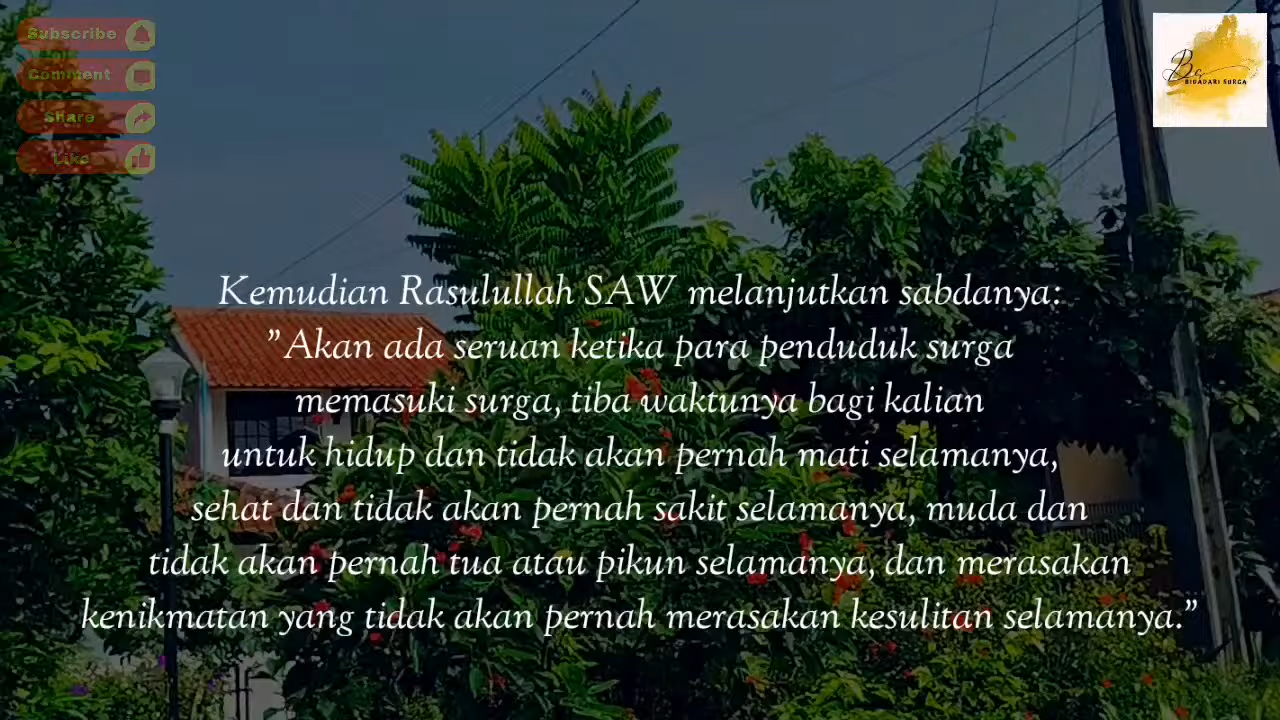 Subscribe
Comment
Share
Like
BIDADARI SURGA
Kemudian Rasulullah SAW melanjutkan sabdanya:
"Akan ada seruan ketika para penduduk surga
memasuki surga, tiba waktunya bagi kalian
untuk hidup dan tidak akan pernah mati selamanya,
sehat dan tidak akan pernah sakit selamanya, muda dan
tidak akan pernah tua atau pikun selamanya, dan merasakan
kenikmatan yang tidak akan pernah merasakan kesulitan selamanya."